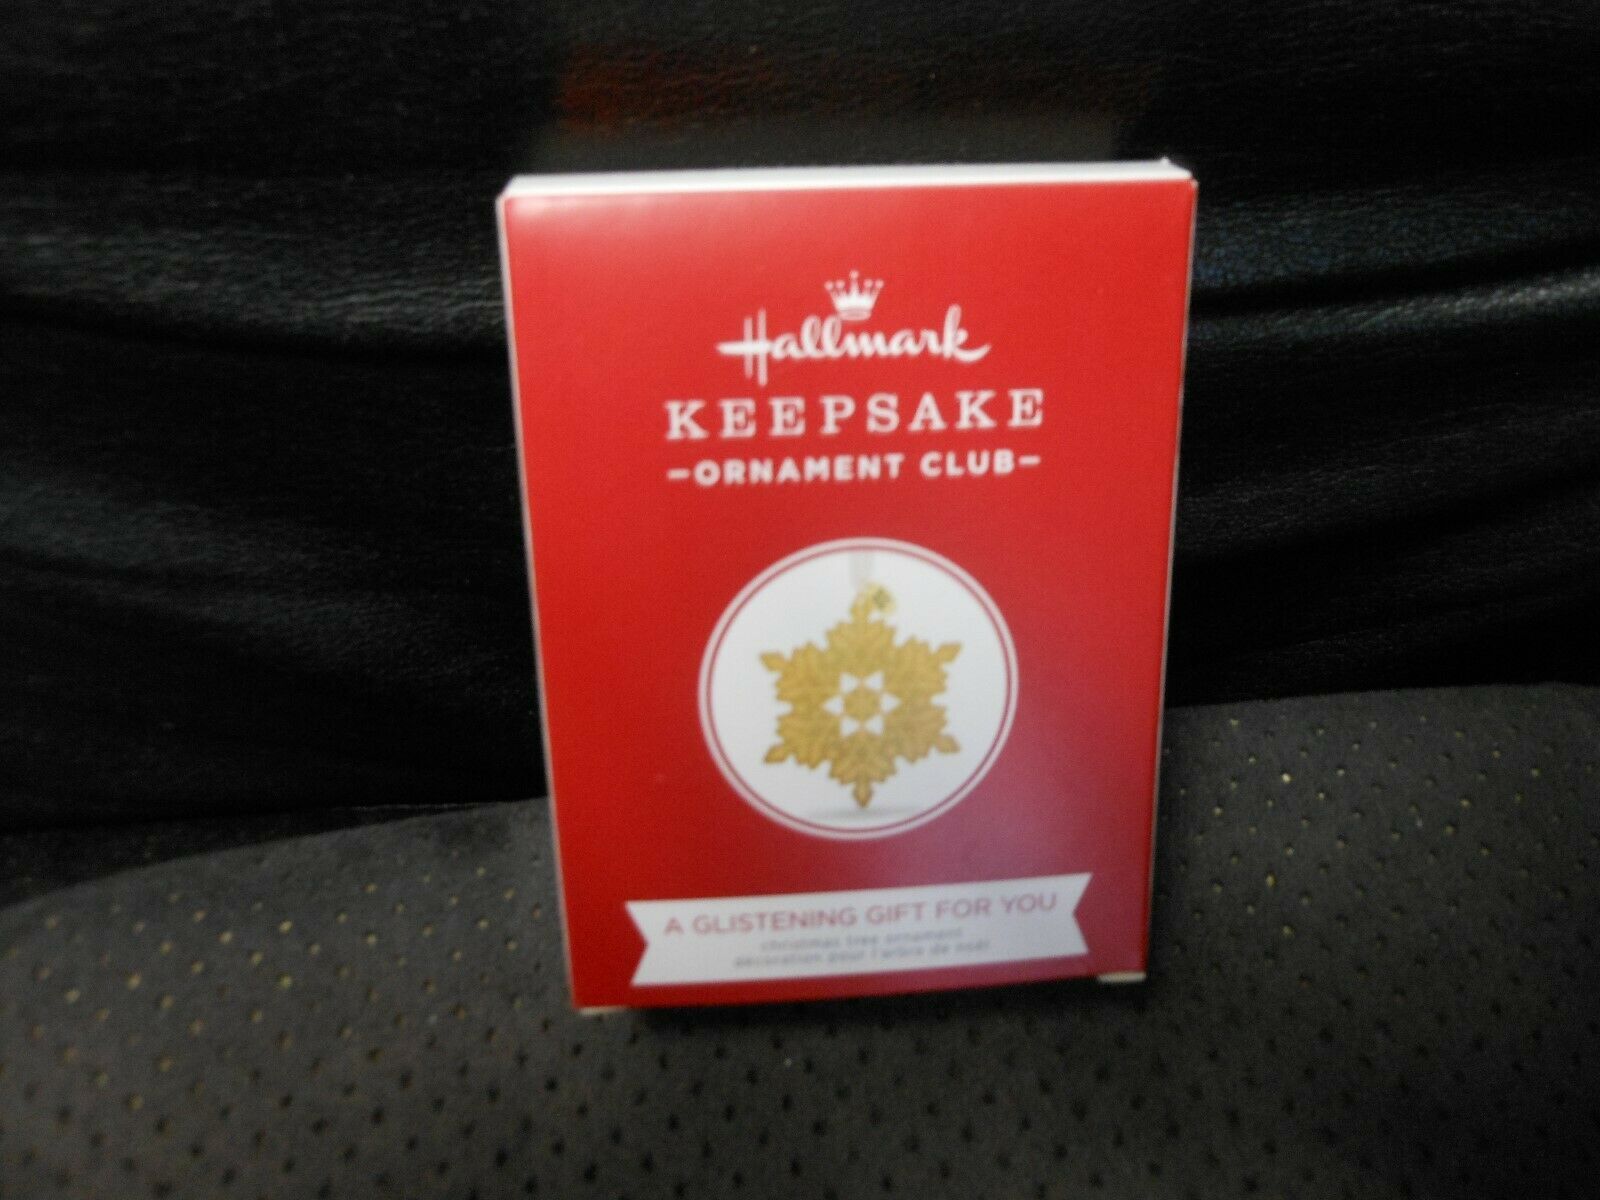 Hallmark
KEEPSAKE
-ORNAMENT CLUB-
A GLISTENING GIFT FOR YOU
christmas tree ornament
décoration pour l'arbre de noël